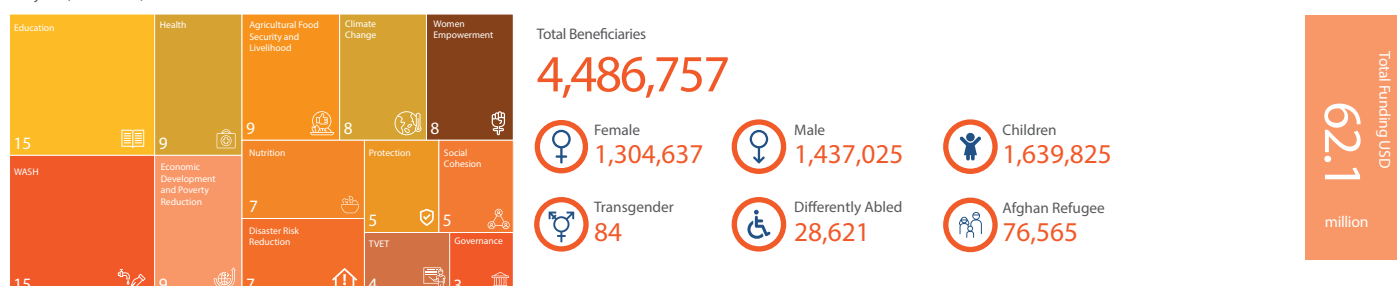 Education
15
Health
9
Agricultural Food
Security and
Livelihood
9
Climate
Change
8
Women
Empowerment
8
WASH
15
Economic
Development
and Poverty
Reduction
9
Nutrition
7
Protection
5
Social
Cohesion
5
Disaster Risk
Reduction
7
TVET
4
Governance
3
Total Beneficiaries
4,486,757
Female
1,304,637
Male
1,437,025
Children
1,639,825
Transgender
84
Differently Abled
28,621
Afghan Refugee
76,565
Total Funding USD
62.1
million